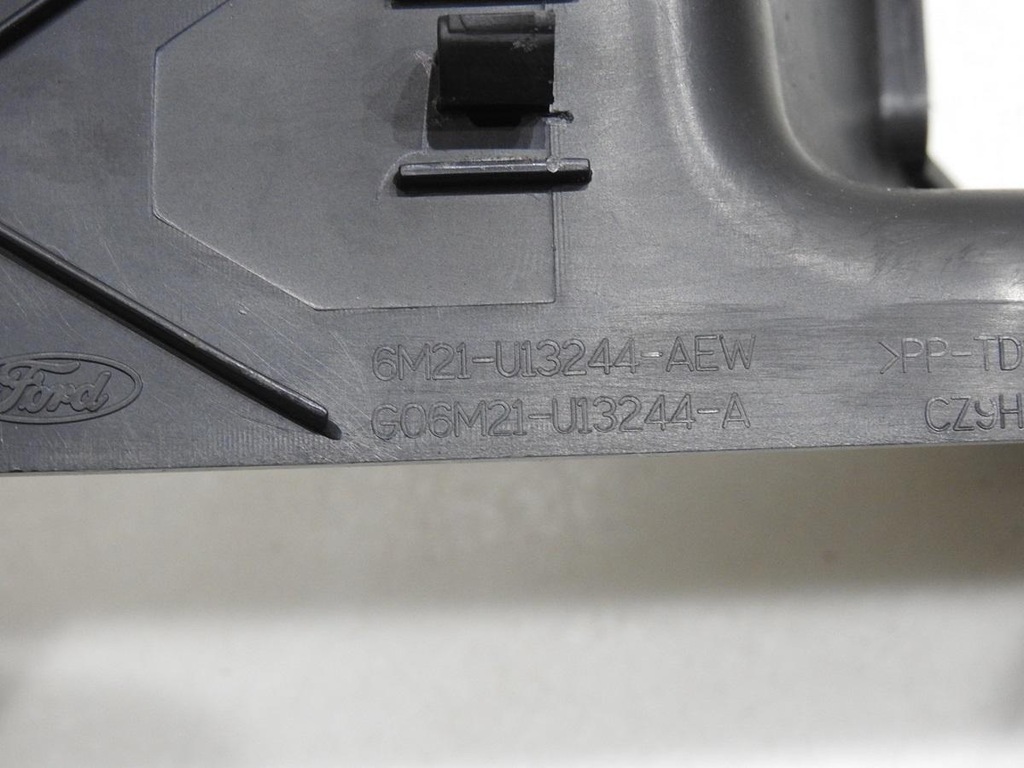 Ford
6M21-U13244-AEW
G06M21-U13244-A
>PP-TD
CZ9H